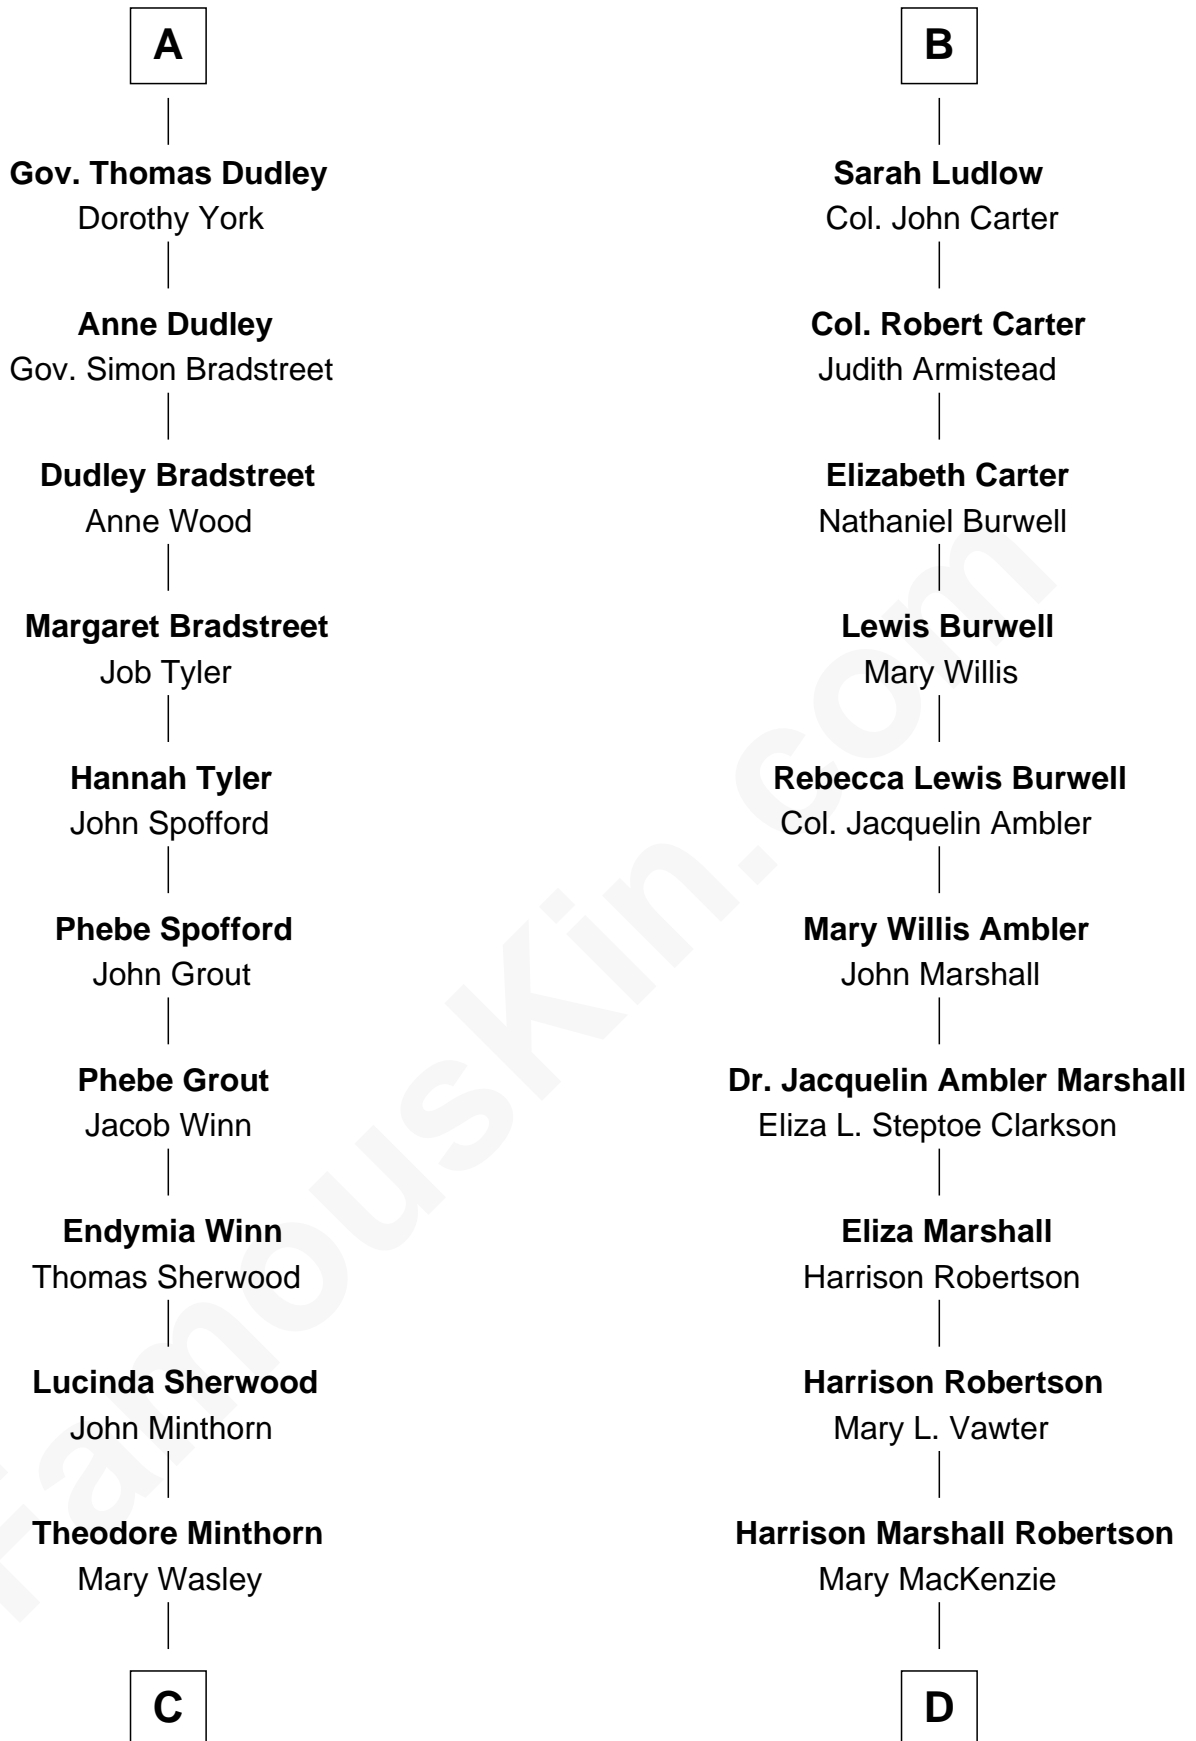 A
Gov. Thomas Dudley
Dorothy York
Anne Dudley
Gov. Simon Bradstreet
Dudley Bradstreet
Anne Wood
Margaret Bradstreet
Job Tyler
Hannah Tyler
John Spofford
Phebe Spofford
John Grout
Phebe Grout
Jacob Winn
Endymia Winn
Thomas Sherwood
Lucinda Sherwood
John Minthorn
Theodore Minthorn
Mary Wasley
C
B
Sarah Ludlow
Col. John Carter
Col. Robert Carter
Judith Armistead
Elizabeth Carter
Nathaniel Burwell
Lewis Burwell
Mary Willis
Rebecca Lewis Burwell
Col. Jacquelin Ambler
Mary Willis Ambler
John Marshall
Dr. Jacquelin Ambler Marshall
Eliza L. Steptoe Clarkson
Eliza Marshall
Harrison Robertson
Harrison Robertson
Mary L. Vawter
Harrison Marshall Robertson
Mary MacKenzie
D
FamousKin.com